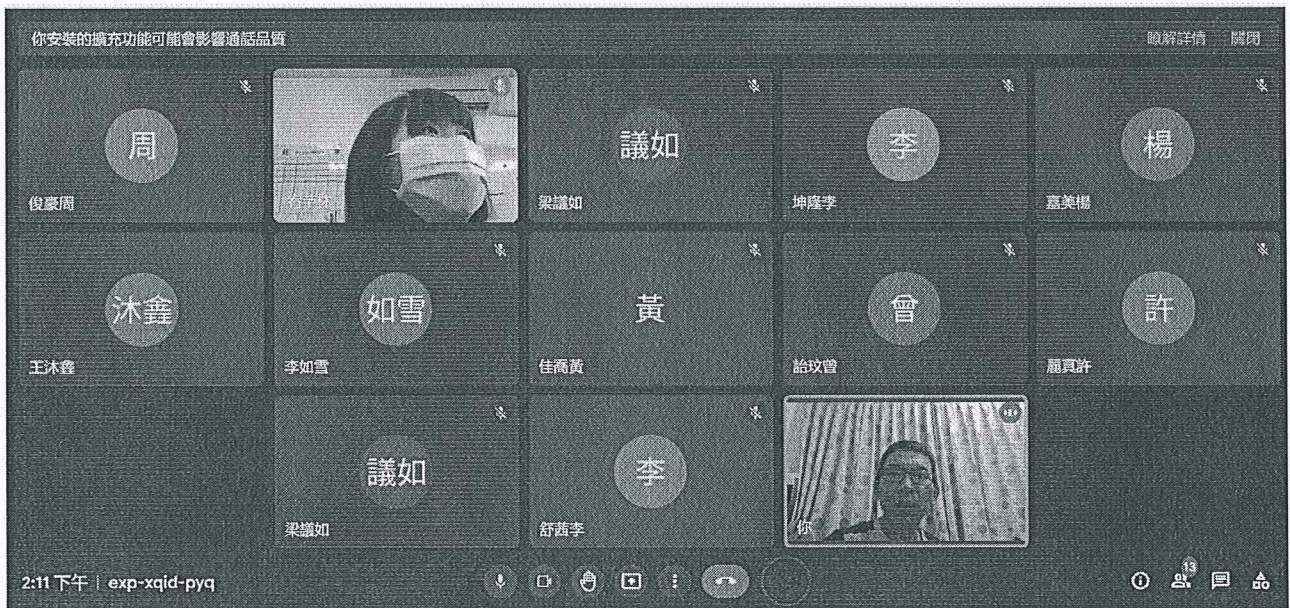 你安裝的擴充功能可能會影響通話品質
瞭解詳情 關閉
周
俊豪周
議如
梁議如
李
坤隆李
楊
嘉美楊
沐鑫
王沐鑫
如雪
李如雪
黃
佳喬黃
曾
詒玟曾
許
麗真許
議如
梁議如
李
舒茜李
你
2:11 下午 | exp-xqid-pyq
13